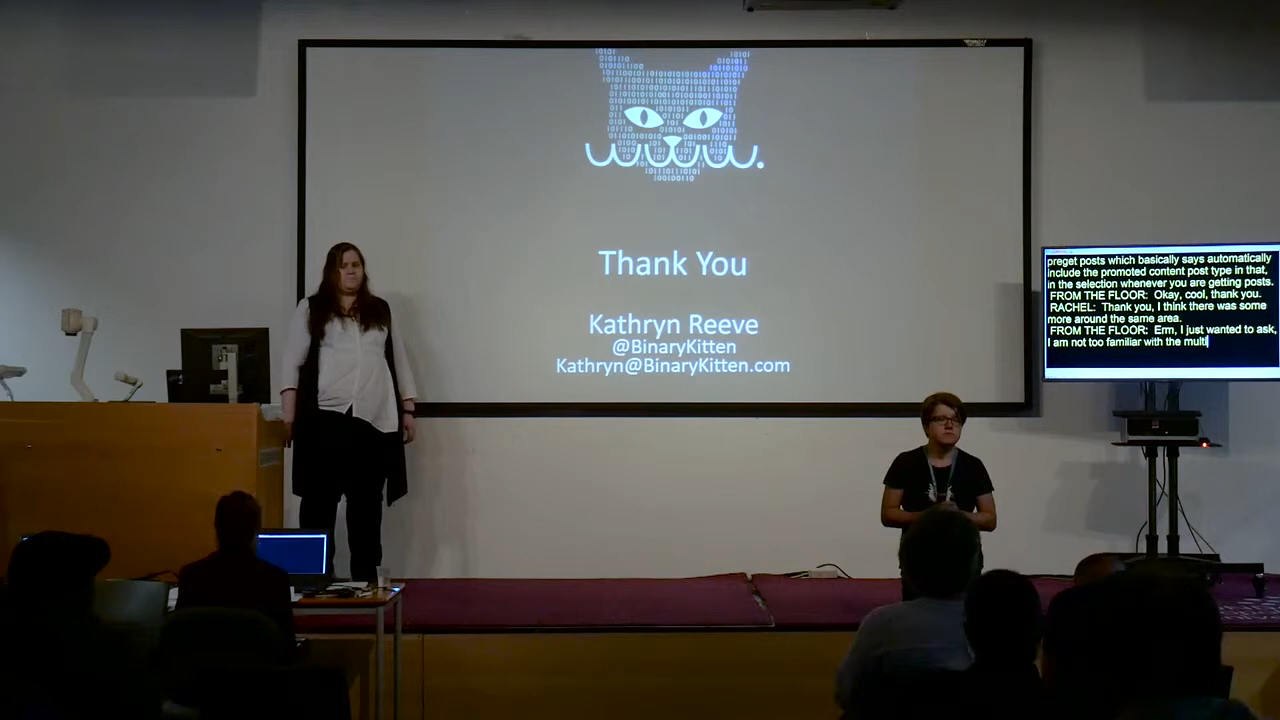 Thank You
Kathryn Reeve
@BinaryKitten
Kathryn@BinaryKitten.com
preget posts which basically says automatically
include the promoted content post type in that,
in the selection whenever you are getting posts.
FROM THE FLOOR: Okay, cool, thank you.
RACHEL: Thank you, I think there was some
more around the same area.
FROM THE FLOOR: Erm, I just wanted to ask,
I am not too familiar with the multi